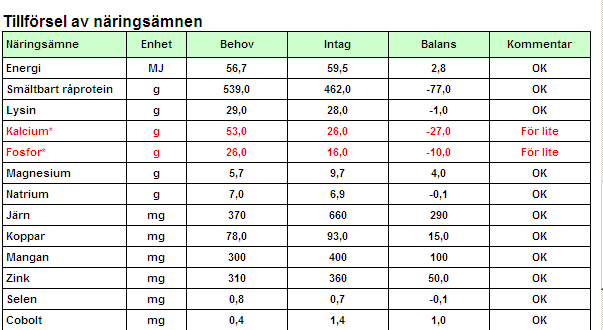 Tillförsel av näringsämnen
Näringsämne Enhet Behov Intag Balans Kommentar
Energi MJ 56,7 59,5 2,8 OK
Smältbart råprotein g 539,0 462,0 -77,0 OK
Lysin g 29,0 28,0 -1,0 OK
Kalcium* g 53,0 26,0 -27,0 För lite
Fosfor* g 26,0 16,0 -10,0 För lite
Magnesium g 5,7 9,7 4,0 OK
Natrium g 7,0 6,9 -0,1 OK
Järn mg 370 660 290 OK
Koppar mg 78,0 93,0 15,0 OK
Mangan mg 300 400 100 OK
Zink mg 310 360 50,0 OK
Selen mg 0,8 0,7 -0,1 OK
Cobolt mg 0,4 1,4 1,0 OK